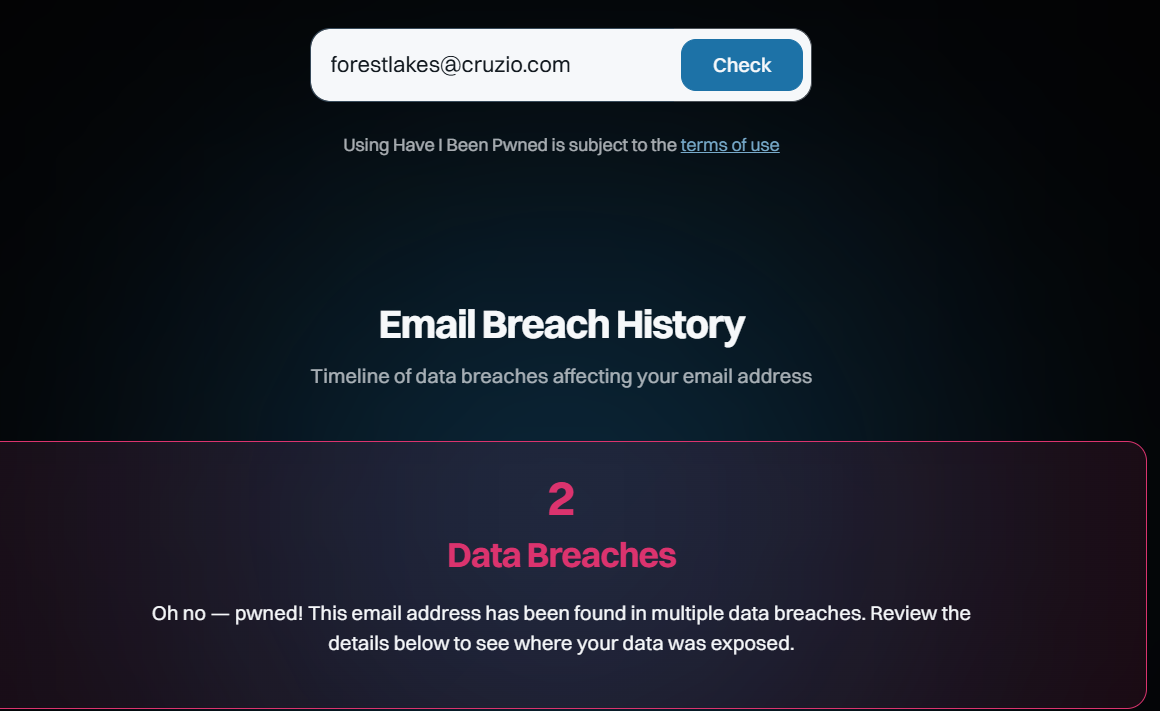 forestlakes@cruzio.com
Check
Using Have I Been Pwned is subject to the terms of use
Email Breach History
Timeline of data breaches affecting your email address
2
Data Breaches
Oh no — pwned! This email address has been found in multiple data breaches. Review the
details below to see where your data was exposed.